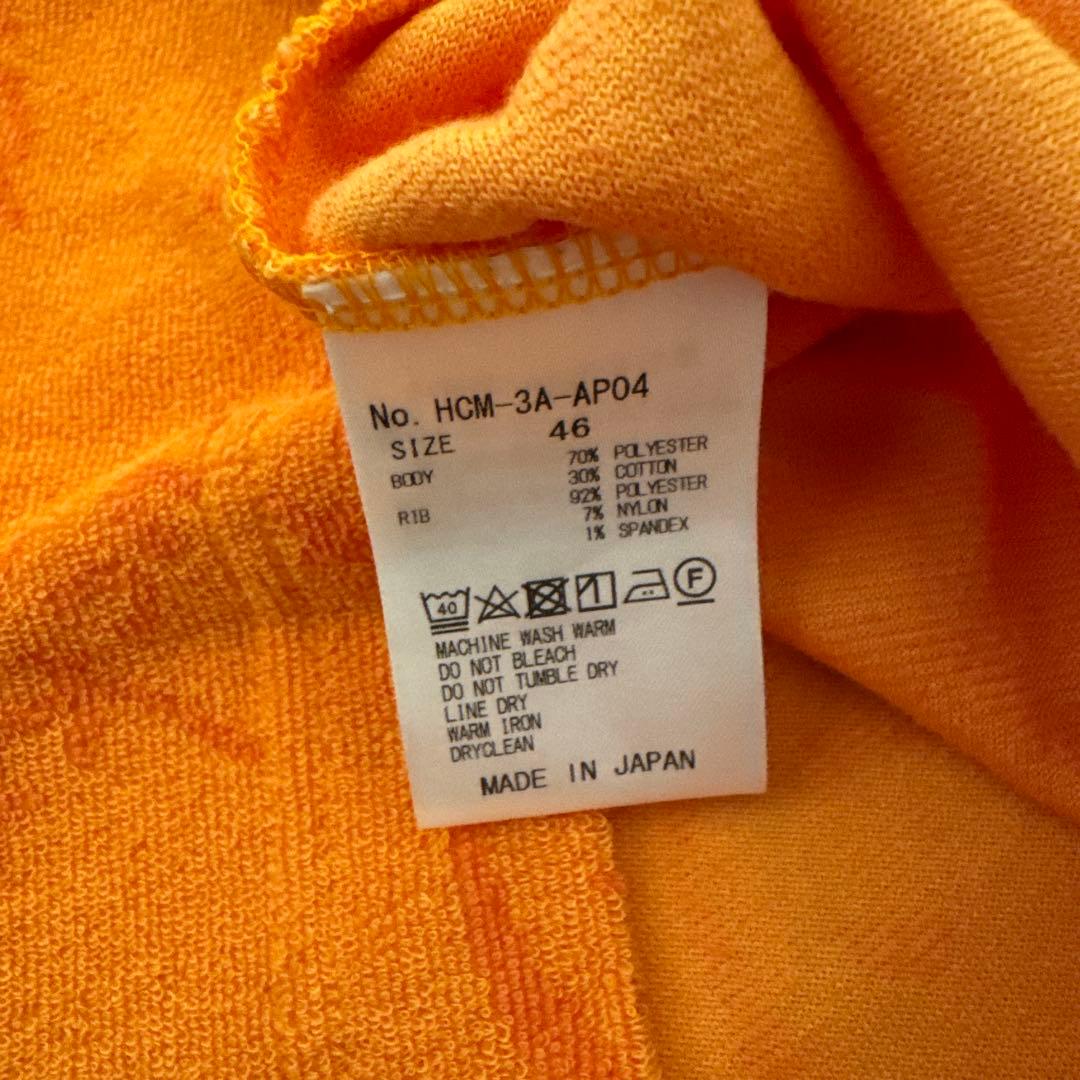 No. HCM-3A-AP04
SIZE 46
BODY 70% POLYESTER
30% COTTON
RIB 92% POLYESTER
7% NYLON
1% SPANDEX
40 F
MACHINE WASH WARM
DO NOT BLEACH
DO NOT TUMBLE DRY
LINE DRY
WARM IRON
DRYCLEAN
MADE IN JAPAN